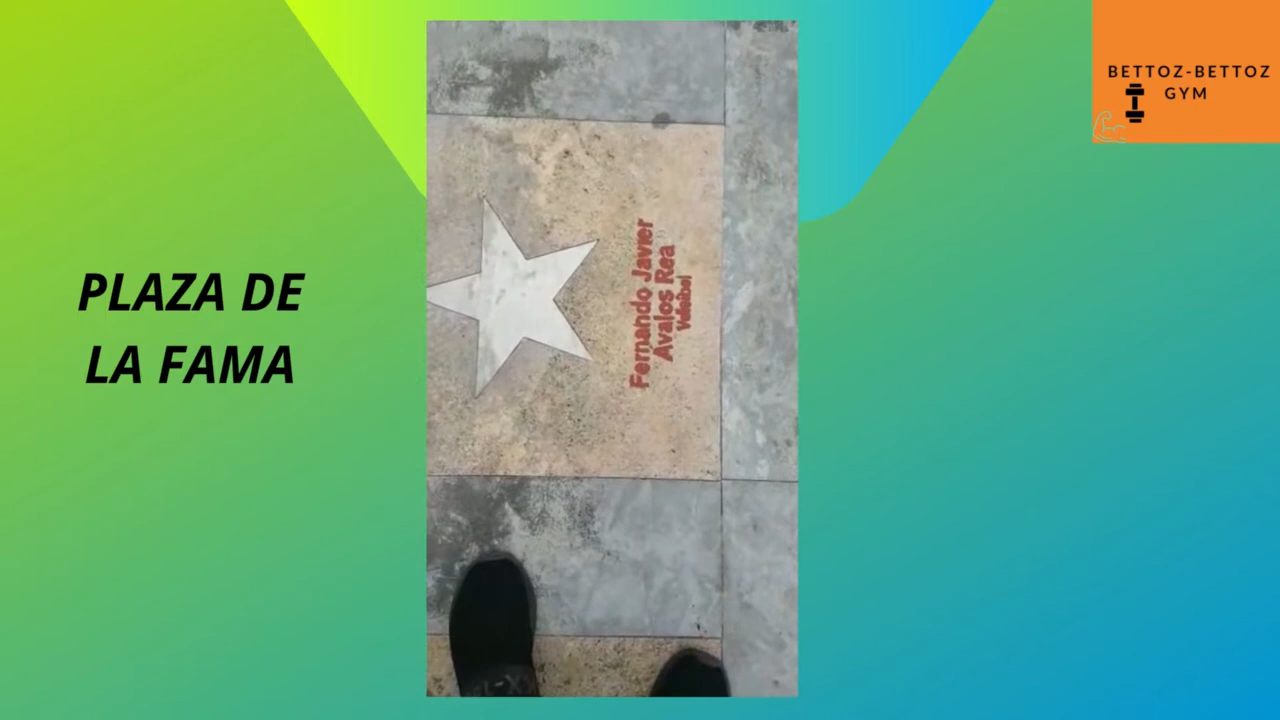 PLAZA DE
LA FAMA
Fernando Javier
Avalos Rea
Voleibol
BETTOZ-BETTOZ
GYM